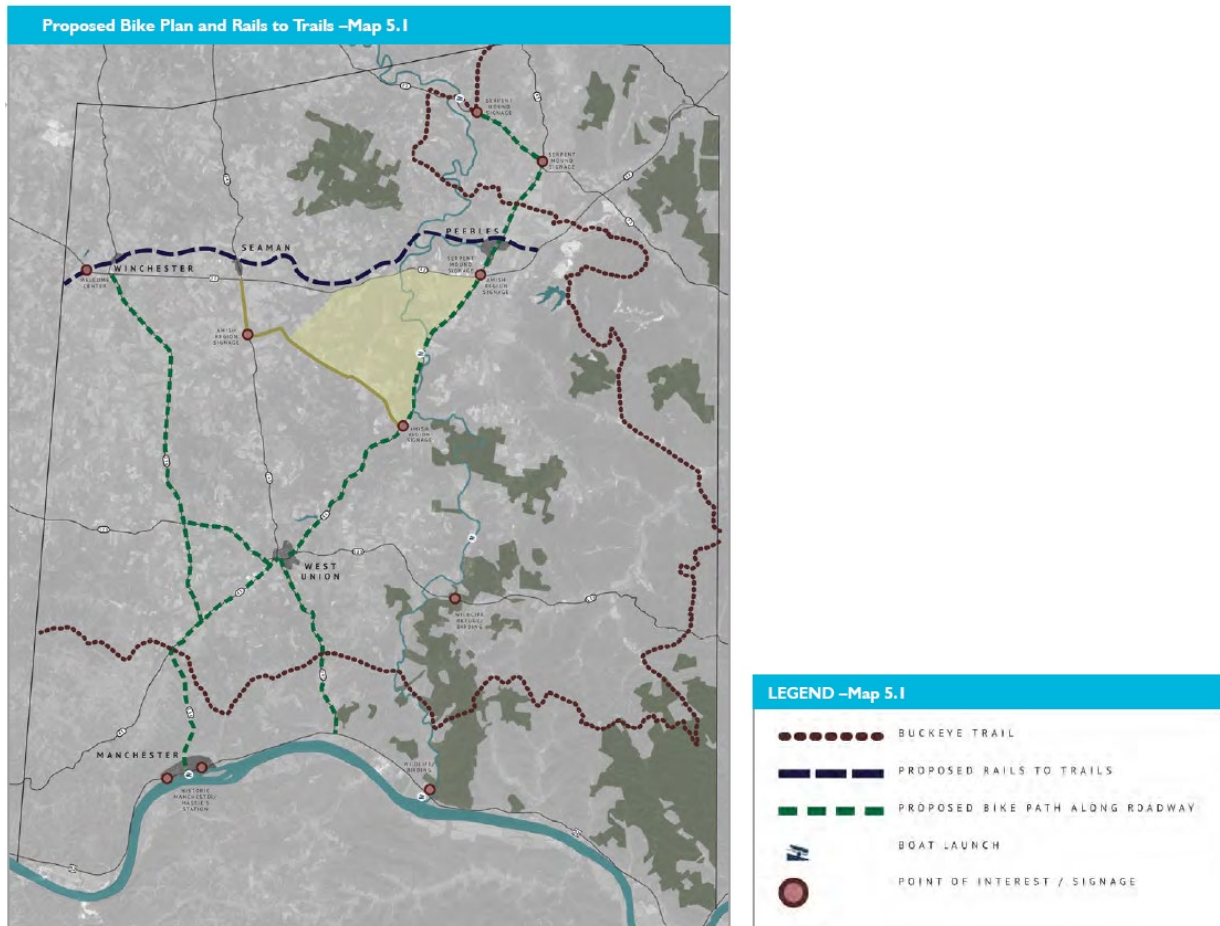 Proposed Bike Plan and Rails to Trails –Map 5.1
SERPENT
MOUND
SIGNAGE
SERPENT
MOUND
SIGNAGE
PEEBLES
SEAMAN
SERPENT
MOUND
SIGNAGE
WINCHESTER
WELCOME
CENTER
AMISH
REGION
SIGNAGE
AMISH
REGION
SIGNAGE
AMISH
REGION
SIGNAGE
WEST
UNION
MANCHESTER
WILDLIFE/
BIRDING
HISTORIC
MANCHESTER/
MASSIE'S
STATION
LEGEND –Map 5.1
BUCKEYE TRAIL
PROPOSED RAILS TO TRAILS
PROPOSED BIKE PATH ALONG ROADWAY
BOAT LAUNCH
POINT OF INTEREST / SIGNAGE